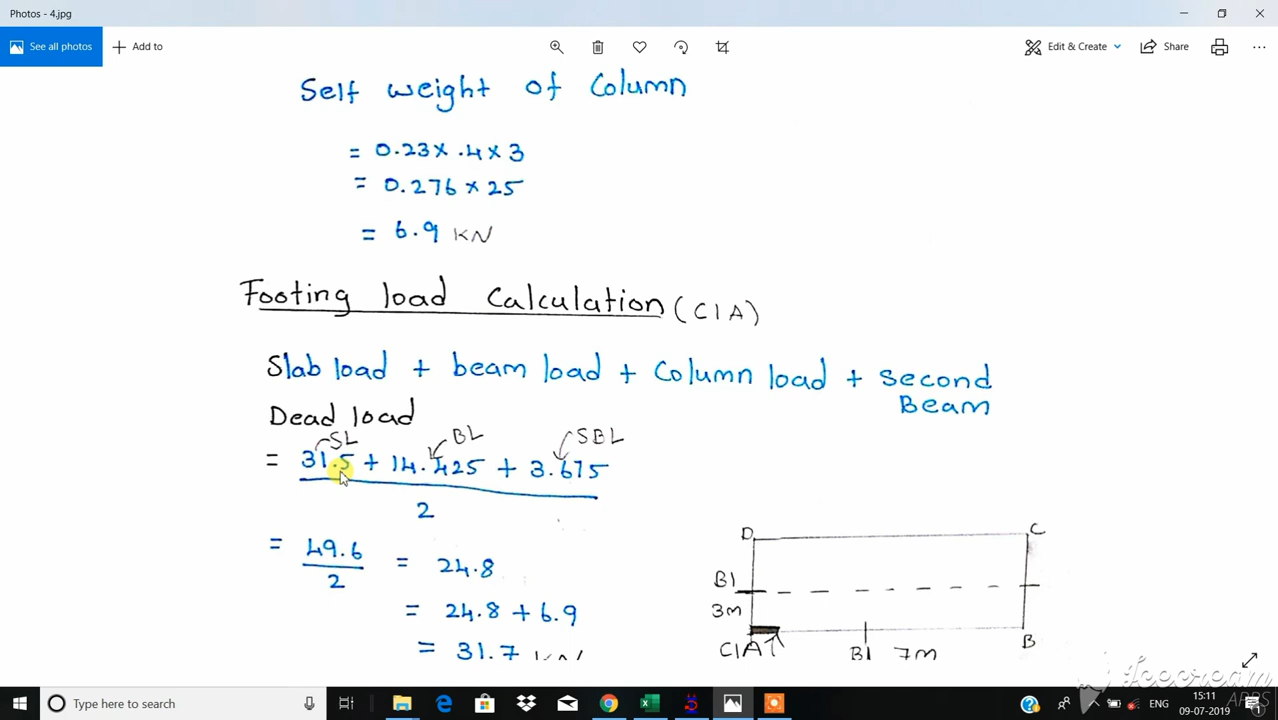 Photos - 4.jpg
See all photos
Add to
Edit & Create
Share
Self weight of Column
= 0.23 x .4 x 3
= 0.276 x 25
= 6.9 KN
Footing load Calculation (C1A)
Slab load + beam load + Column load + Second
Beam
Dead load
SL BL SBL
= 31.5 + 14.425 + 3.675
2
= 49.6 = 24.8
2
= 24.8 + 6.9
= 31.7 KN
D C
B1
3m
C1A B1 7m B
Icecream
APPS
Type here to search
ENG
15:11
09-07-2019